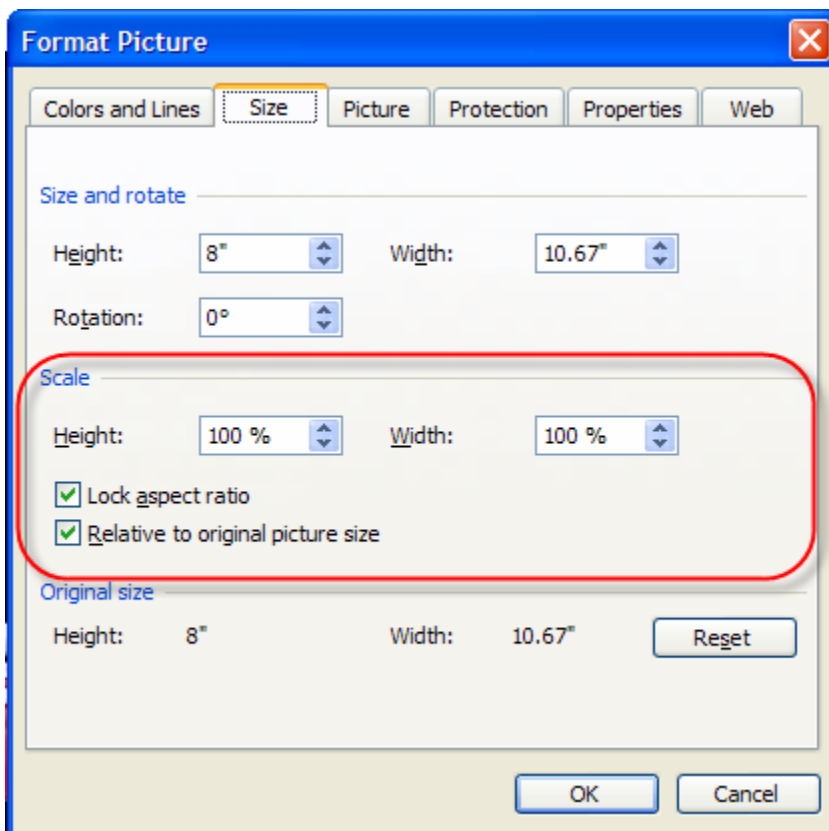 Format Picture
Colors and Lines Size Picture Protection Properties Web
Size and rotate
Height: 8" Width: 10.67"
Rotation: 0°
Scale
Height: 100 % Width: 100 %
Lock aspect ratio
Relative to original picture size
Original size
Height: 8" Width: 10.67" Reset
OK Cancel